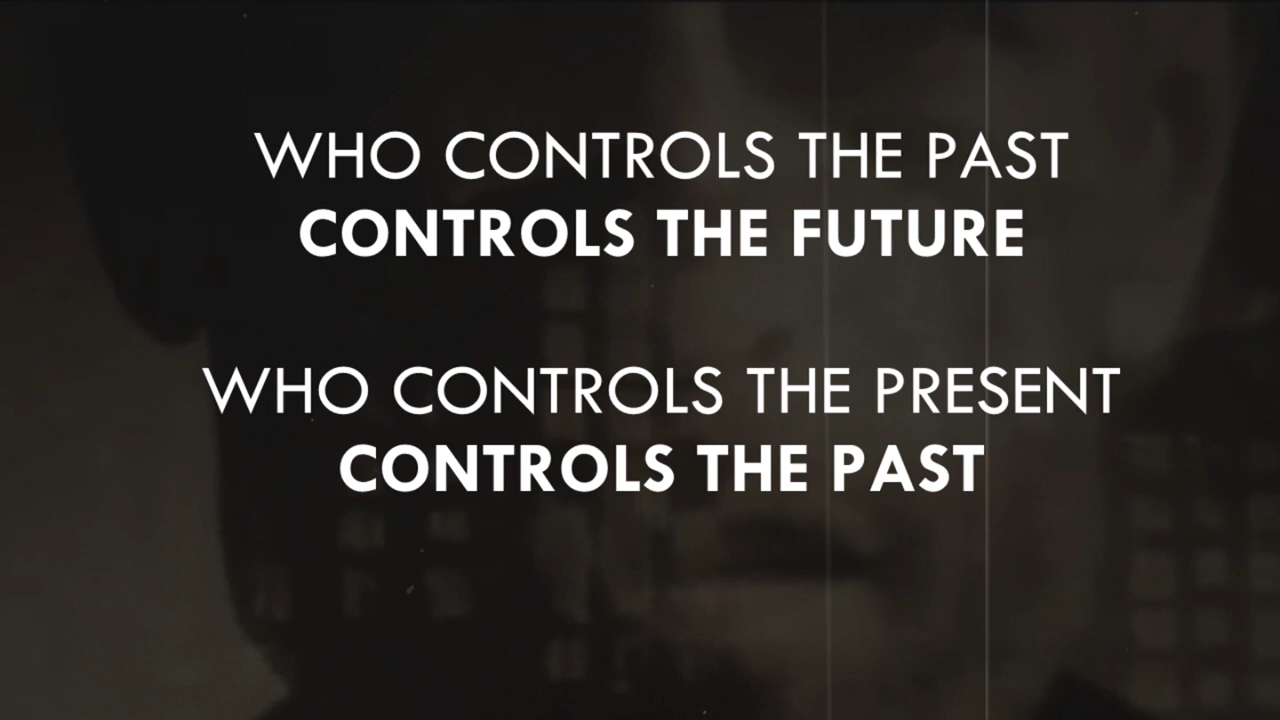 WHO CONTROLS THE PAST
CONTROLS THE FUTURE
WHO CONTROLS THE PRESENT
CONTROLS THE PAST